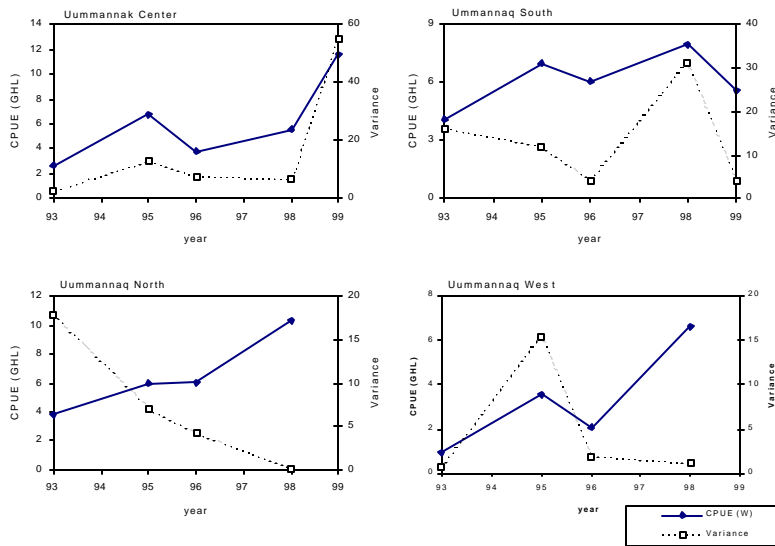 Uummannak Center
14
12
10
8
6
4
2
0
CPUE (GHL)
60
40
20
0
Variance
93 94 95 96 97 98 99
year
Ummannaq South
9
6
3
0
CPUE (GHL)
40
30
20
10
0
Variance
93 94 95 96 97 98 99
year
Uummannaq North
12
10
8
6
4
2
0
CPUE (GHL)
20
15
10
5
0
Variance
93 94 95 96 97 98 99
year
Uummannaq West
8
6
4
2
0
CPUE (GHL)
20
15
10
5
0
Variance
93 94 95 96 97 98 99
year
CPUE (W)
Variance